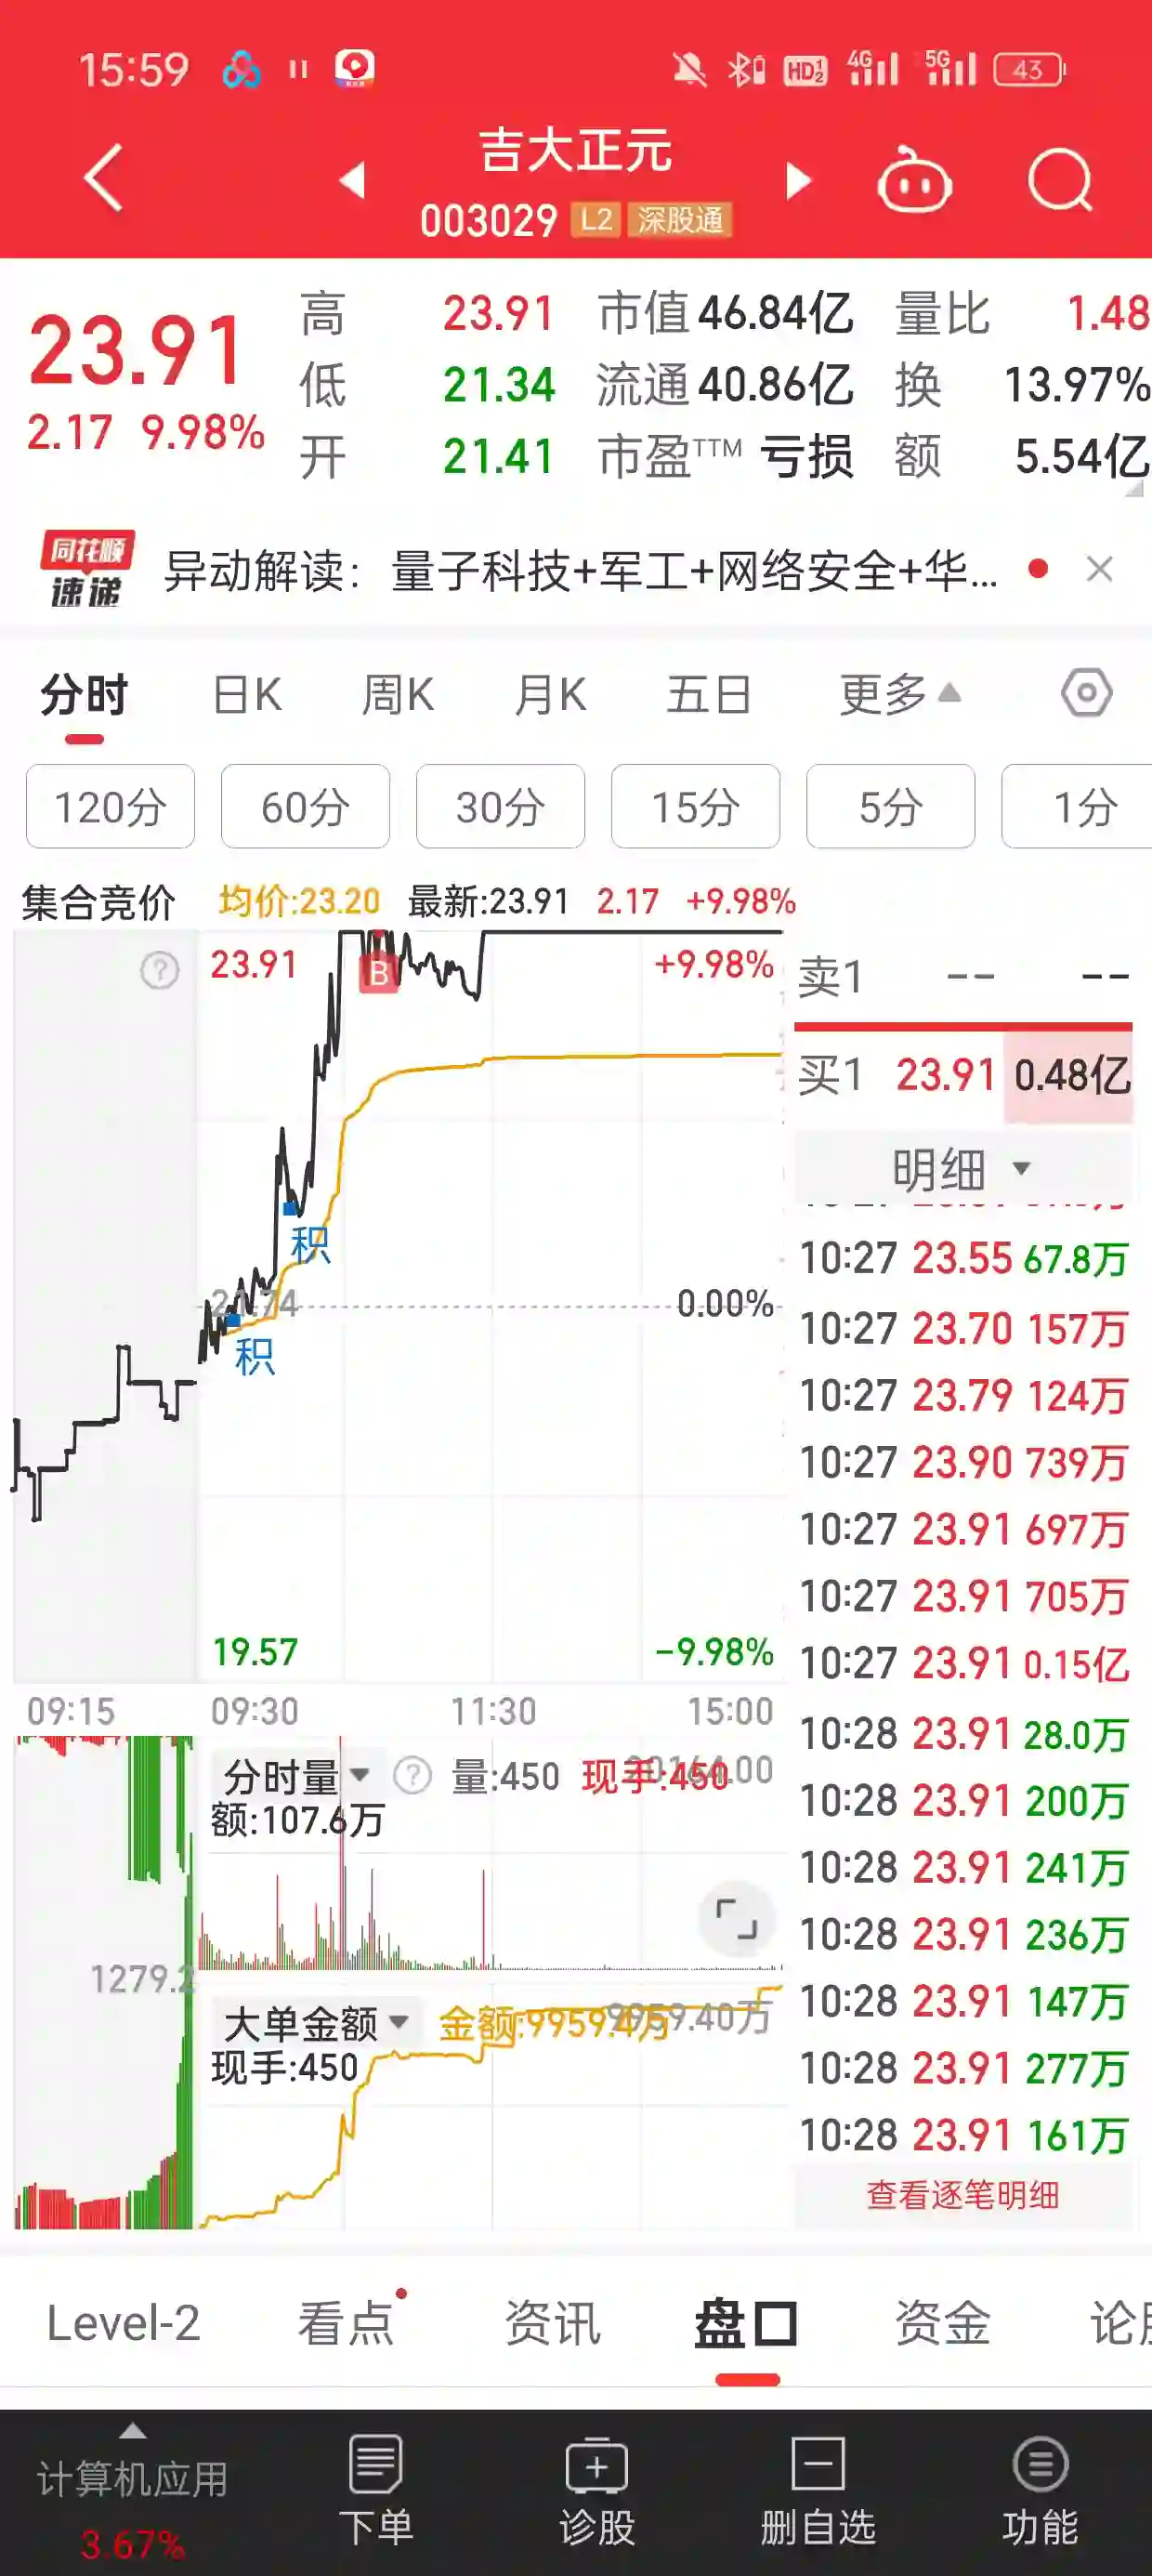 15:59 HD 1 2 4G 5G 43
吉大正元
003029 L2 深股通
23.91
2.17 9.98%
高 23.91 市值 46.84亿 量比 1.48
低 21.34 流通 40.86亿 换 13.97%
开 21.41 市盈TTM 亏损 额 5.54亿
同花顺
速递
异动解读：量子科技+军工+网络安全+华...
分时 日K 周K 月K 五日 更多
120分 60分 30分 15分 5分 1分
集合竞价 均价:23.20 最新:23.91 2.17 +9.98%
23.91 +9.98%
B
积
21.74 0.00%
积
19.57 -9.98%
09:15 09:30 11:30 15:00
卖1 -- --
买1 23.91 0.48亿
明细
10:27 23.55 67.8万
10:27 23.70 157万
10:27 23.79 124万
10:27 23.90 739万
10:27 23.91 697万
10:27 23.91 705万
10:27 23.91 0.15亿
10:28 23.91 28.0万
10:28 23.91 200万
10:28 23.91 241万
10:28 23.91 236万
10:28 23.91 147万
10:28 23.91 277万
10:28 23.91 161万
查看逐笔明细
分时量 ? 量:450 现手:450 20164.00
额:107.6万
1279.2
大单金额 金额:9959.4万 9959.40万
现手:450
Level-2 看点 资讯 盘口 资金
计算机应用
3.67%
下单 诊股 删自选 功能